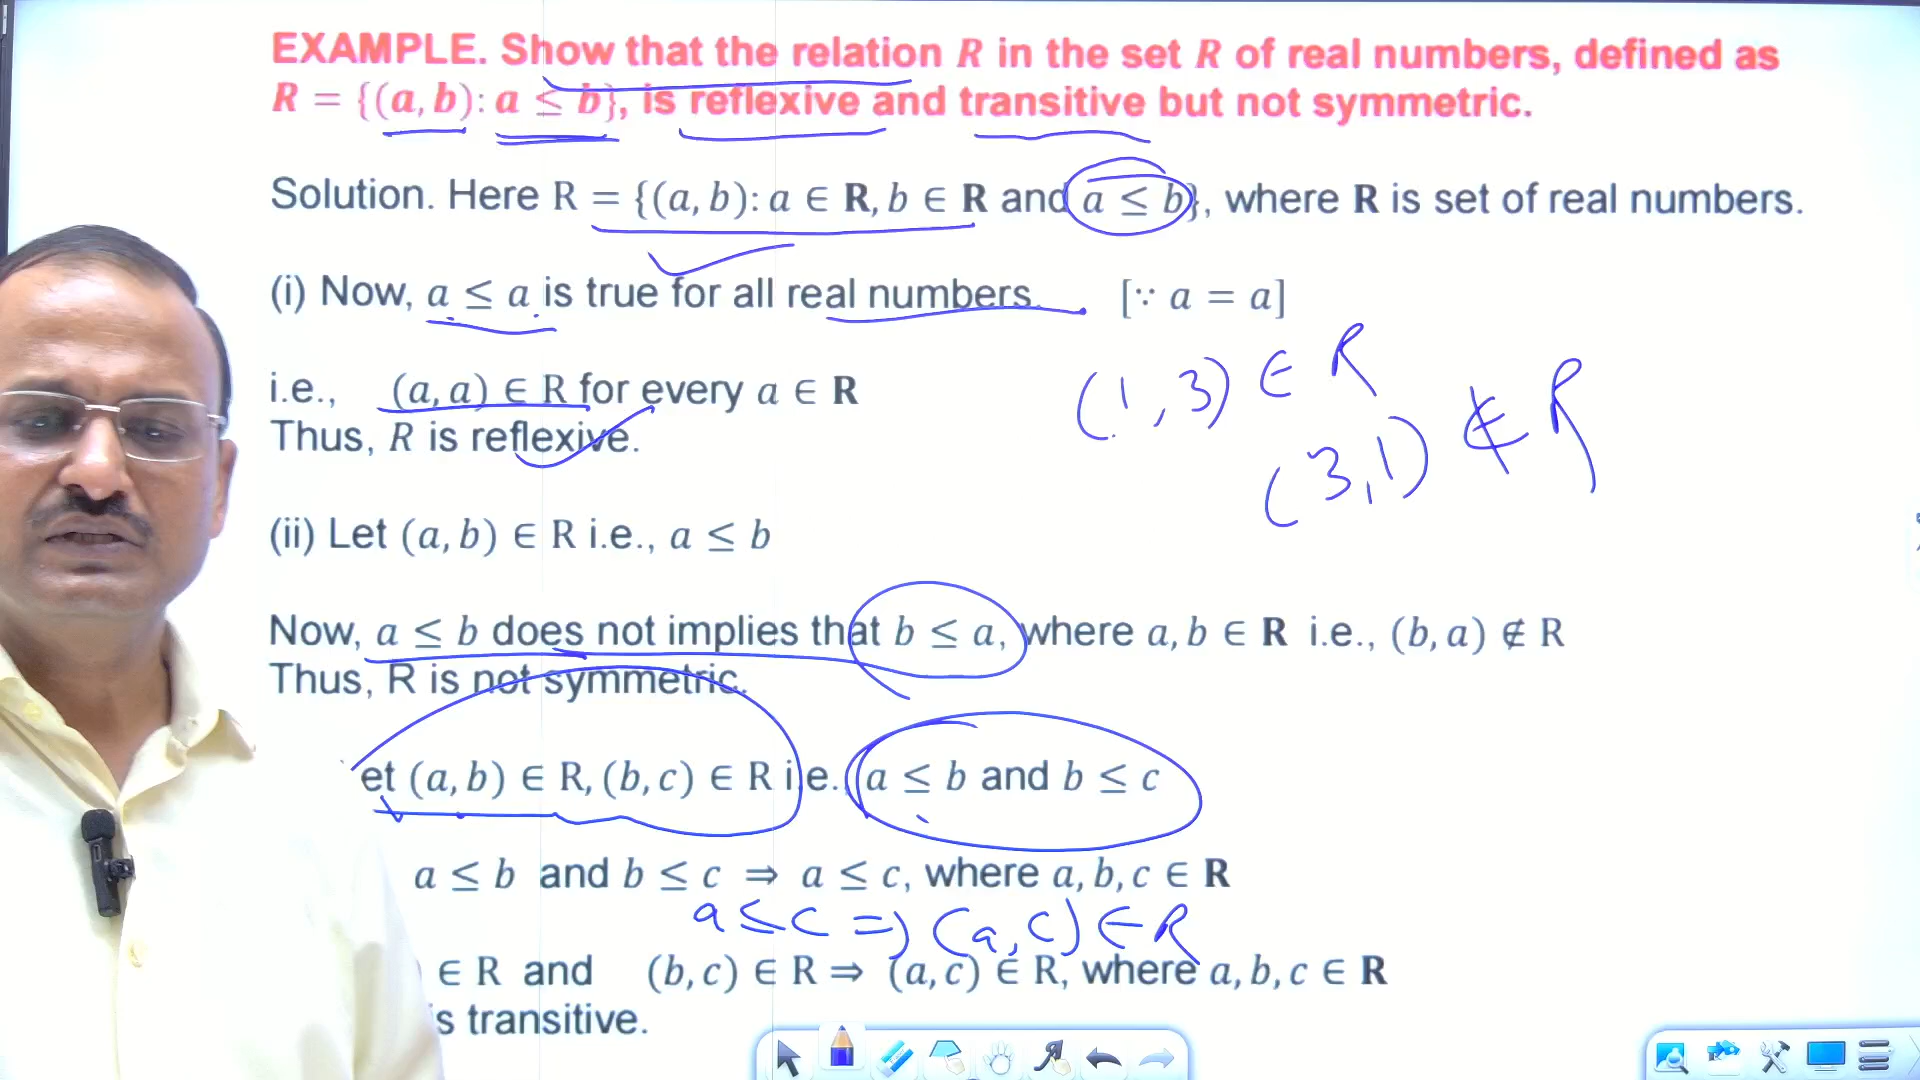 EXAMPLE. Show that the relation R in the set R of real numbers, defined as
R = {(a, b): a ≤ b}, is reflexive and transitive but not symmetric.
Solution. Here R = {(a, b): a ∈ R, b ∈ R and a ≤ b}, where R is set of real numbers.
(i) Now, a ≤ a is true for all real numbers. [∵ a = a]
(1, 3) ∈ R
i.e., (a, a) ∈ R for every a ∈ R
Thus, R is reflexive.
(3, 1) ∉ R
(ii) Let (a, b) ∈ R i.e., a ≤ b
Now, a ≤ b does not implies that b ≤ a, where a, b ∈ R i.e., (b, a) ∉ R
Thus, R is not symmetric.
et (a, b) ∈ R, (b, c) ∈ R i.e. a ≤ b and b ≤ c
a ≤ b and b ≤ c ⇒ a ≤ c, where a, b, c ∈ R
a ≤ c ⇒ (a, c) ∈ R
∈ R and (b, c) ∈ R ⇒ (a, c) ∈ R, where a, b, c ∈ R
s transitive.